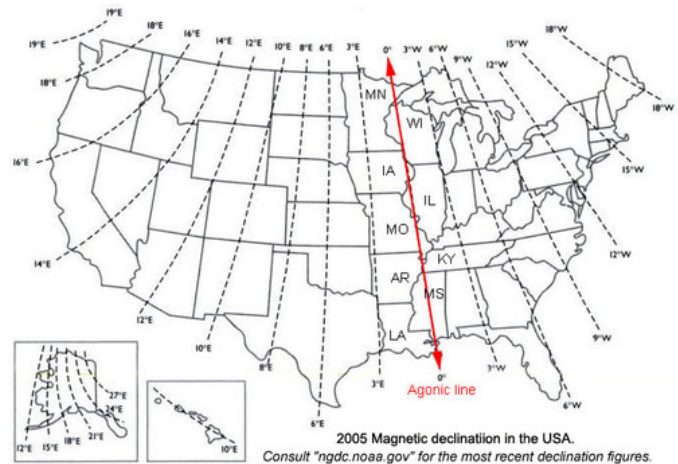 19°E
18°E
16°E
14°E
12°E
10°E
8°E
6°E
3°E
0°
3°W
6°W
9°W
12°W
15°W
18°W
19°E
18°E
18°W
MN
WI
16°E
IA
IL
15°W
MO
KY
14°E
12°W
AR
MS
12°E
LA
10°E
9°W
8°E
3°E
0°
3°W
6°W
6°E
Agonic line
27°E
24°E
12°E
15°E
18°E
21°E
10°E
2005 Magnetic declinatiion in the USA.
Consult "ngdc.noaa.gov" for the most recent declination figures.